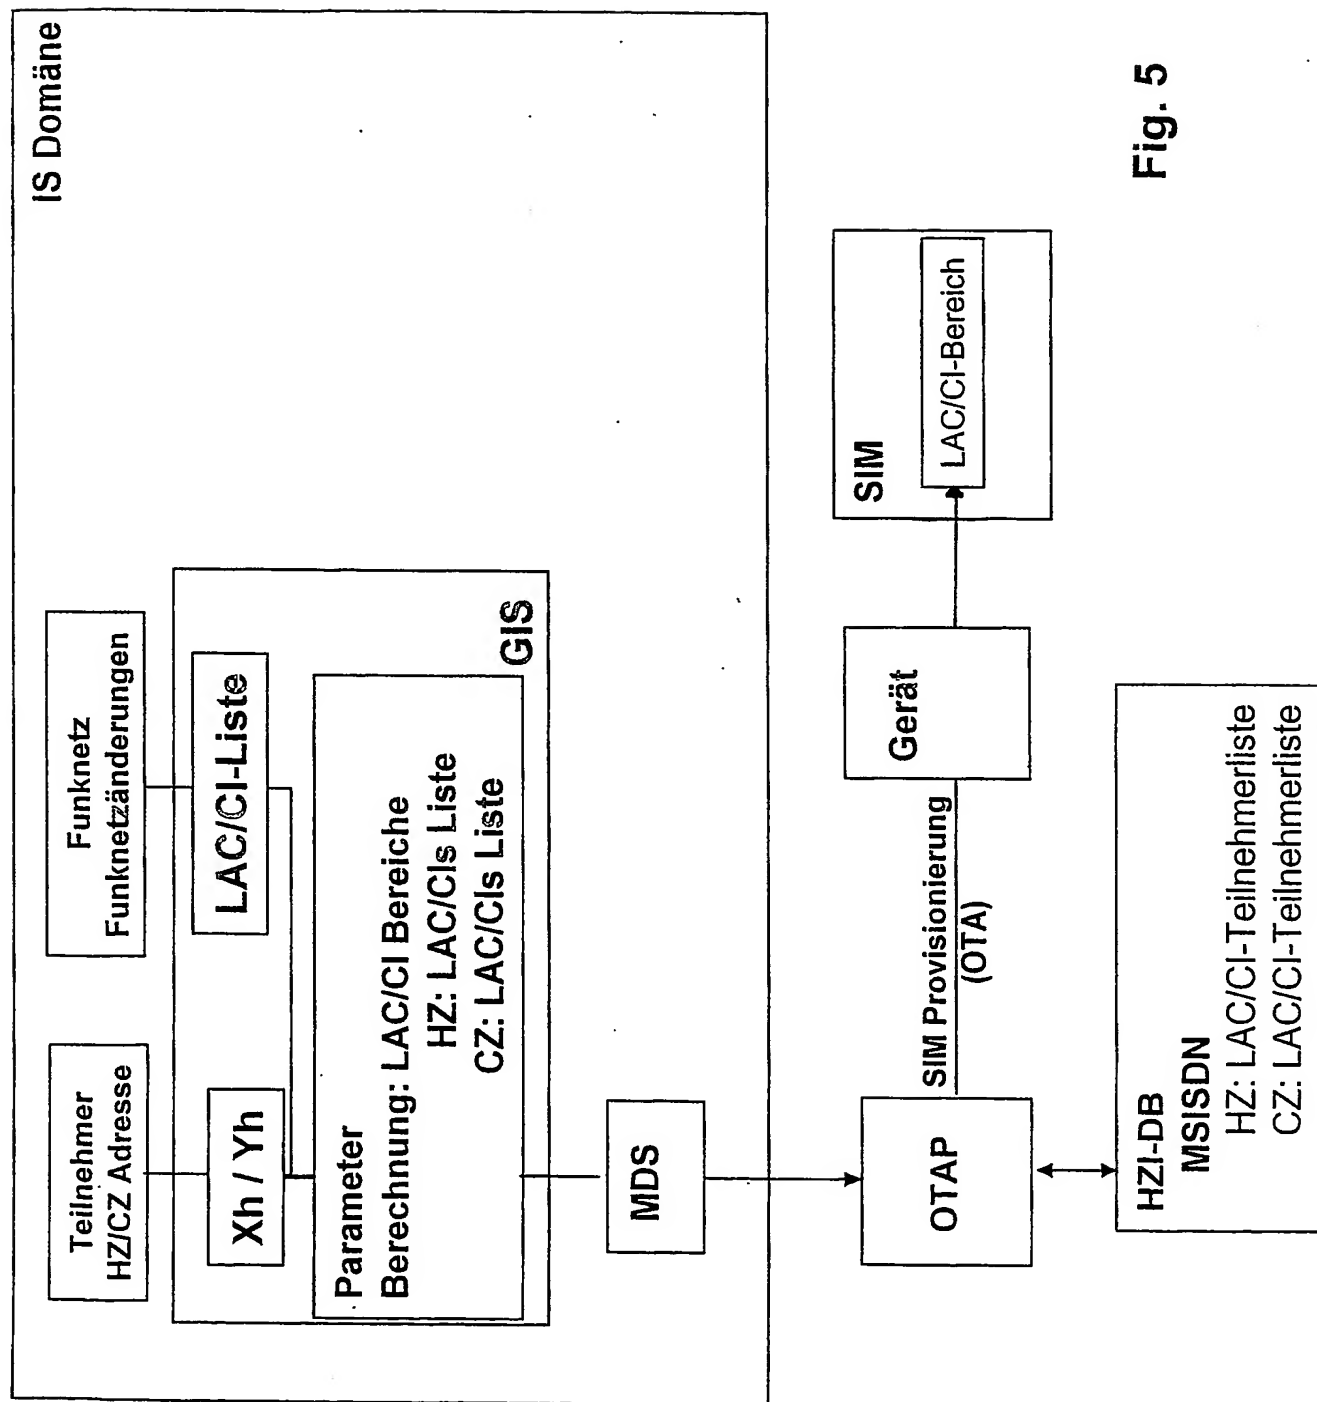 IS Domäne
Teilnehmer
HZ/CZ Adresse
Funknetz
Funknetzänderungen
Xh / Yh
LAC/CI-Liste
Parameter
Berechnung: LAC/CI Bereiche
HZ: LAC/CIs Liste
CZ: LAC/CIs Liste
GIS
MDS
OTAP
SIM Provisionierung
(OTA)
Gerät
SIM
LAC/CI-Bereich
HZI-DB
MSISDN
HZ: LAC/CI-Teilnehmerliste
CZ: LAC/CI-Teilnehmerliste
Fig. 5